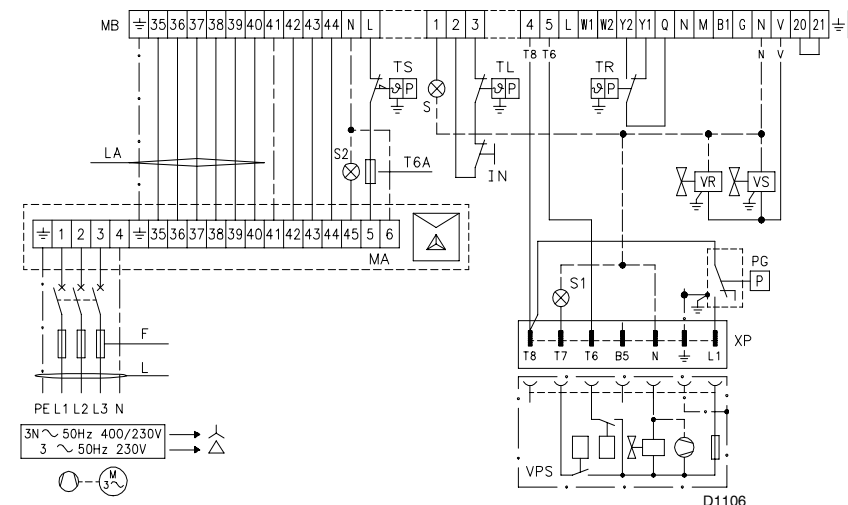 MB ⏚ 35 36 37 38 39 40 41 42 43 44 N L 1 2 3 4 5 L W1 W2 Y2 Y1 Q N M B1 G N V 20 21 ⏚
T8 T6 N V
TS TL TR
ϑ P ϑ P ϑ P
S
LA S2 T6A IN
VR VS
⏚ 1 2 3 4 ⏚ 35 36 37 38 39 40 41 42 43 44 45 5 6
MA
PG
P
S1
F
XP
T8 T7 T6 B5 N ⏚ L1
L
PE L1 L2 L3 N
3N ~ 50Hz 400/230V
3 ~ 50Hz 230V
VPS
M
3~
D1106